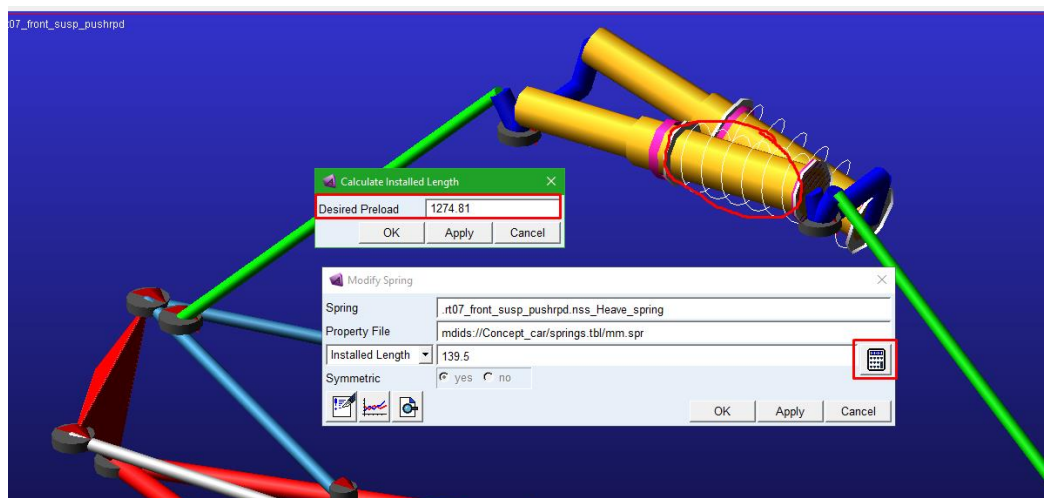 07_front_susp_pushrpd
Calculate Installed Length
Desired Preload 1274.81
OK Apply Cancel
Modify Spring
Spring .rt07_front_susp_pushrpd.nss_Heave_spring
Property File mdids://Concept_car/springs.tbl/mm.spr
Installed Length 139.5
Symmetric yes no
OK Apply Cancel